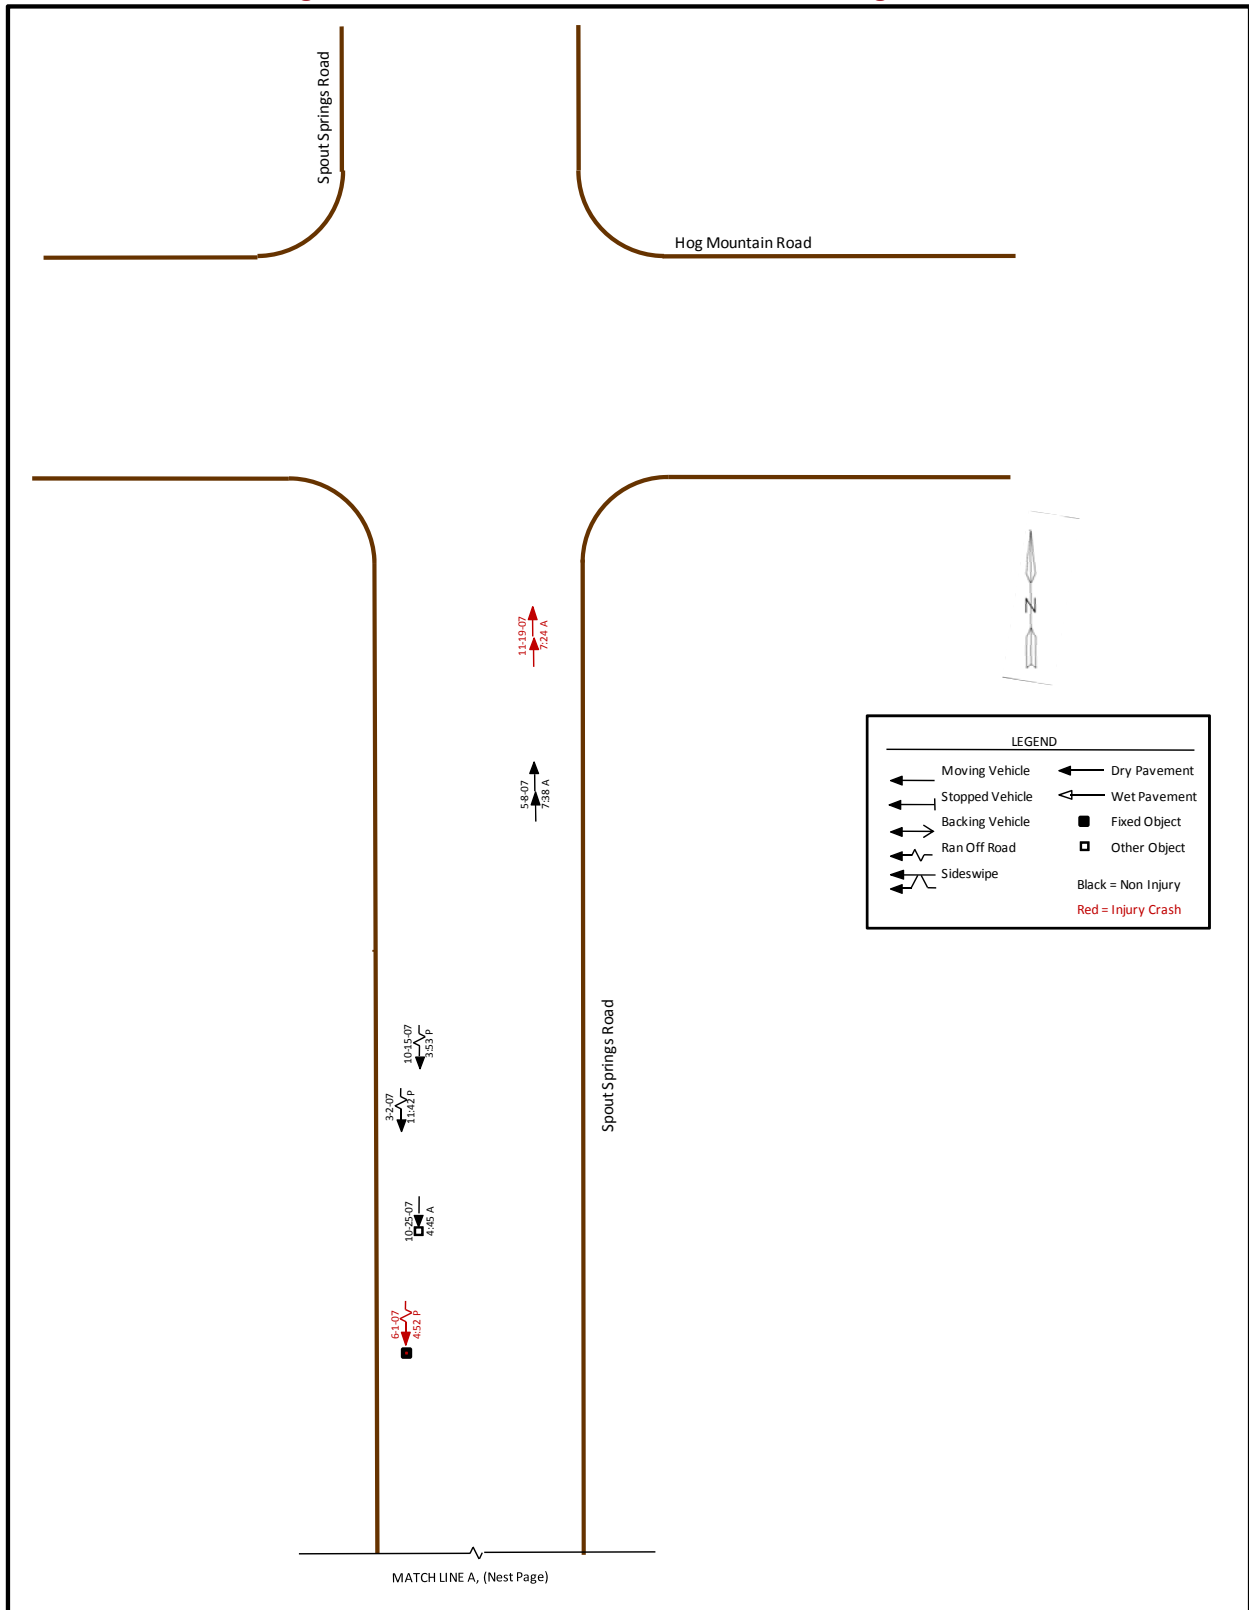 Spout Springs Road
Hog Mountain Road
11-19-07
7:24 A
N
LEGEND
Moving Vehicle
Dry Pavement
Stopped Vehicle
Wet Pavement
Backing Vehicle
Fixed Object
Ran Off Road
Other Object
Sideswipe
Black = Non Injury
Red = Injury Crash
5-8-07
7:38 A
10-15-07
3:53 P
Spout Springs Road
3-2-07
11:42 P
10-25-07
4:45 A
6-1-07
4:52 P
MATCH LINE A, (Nest Page)